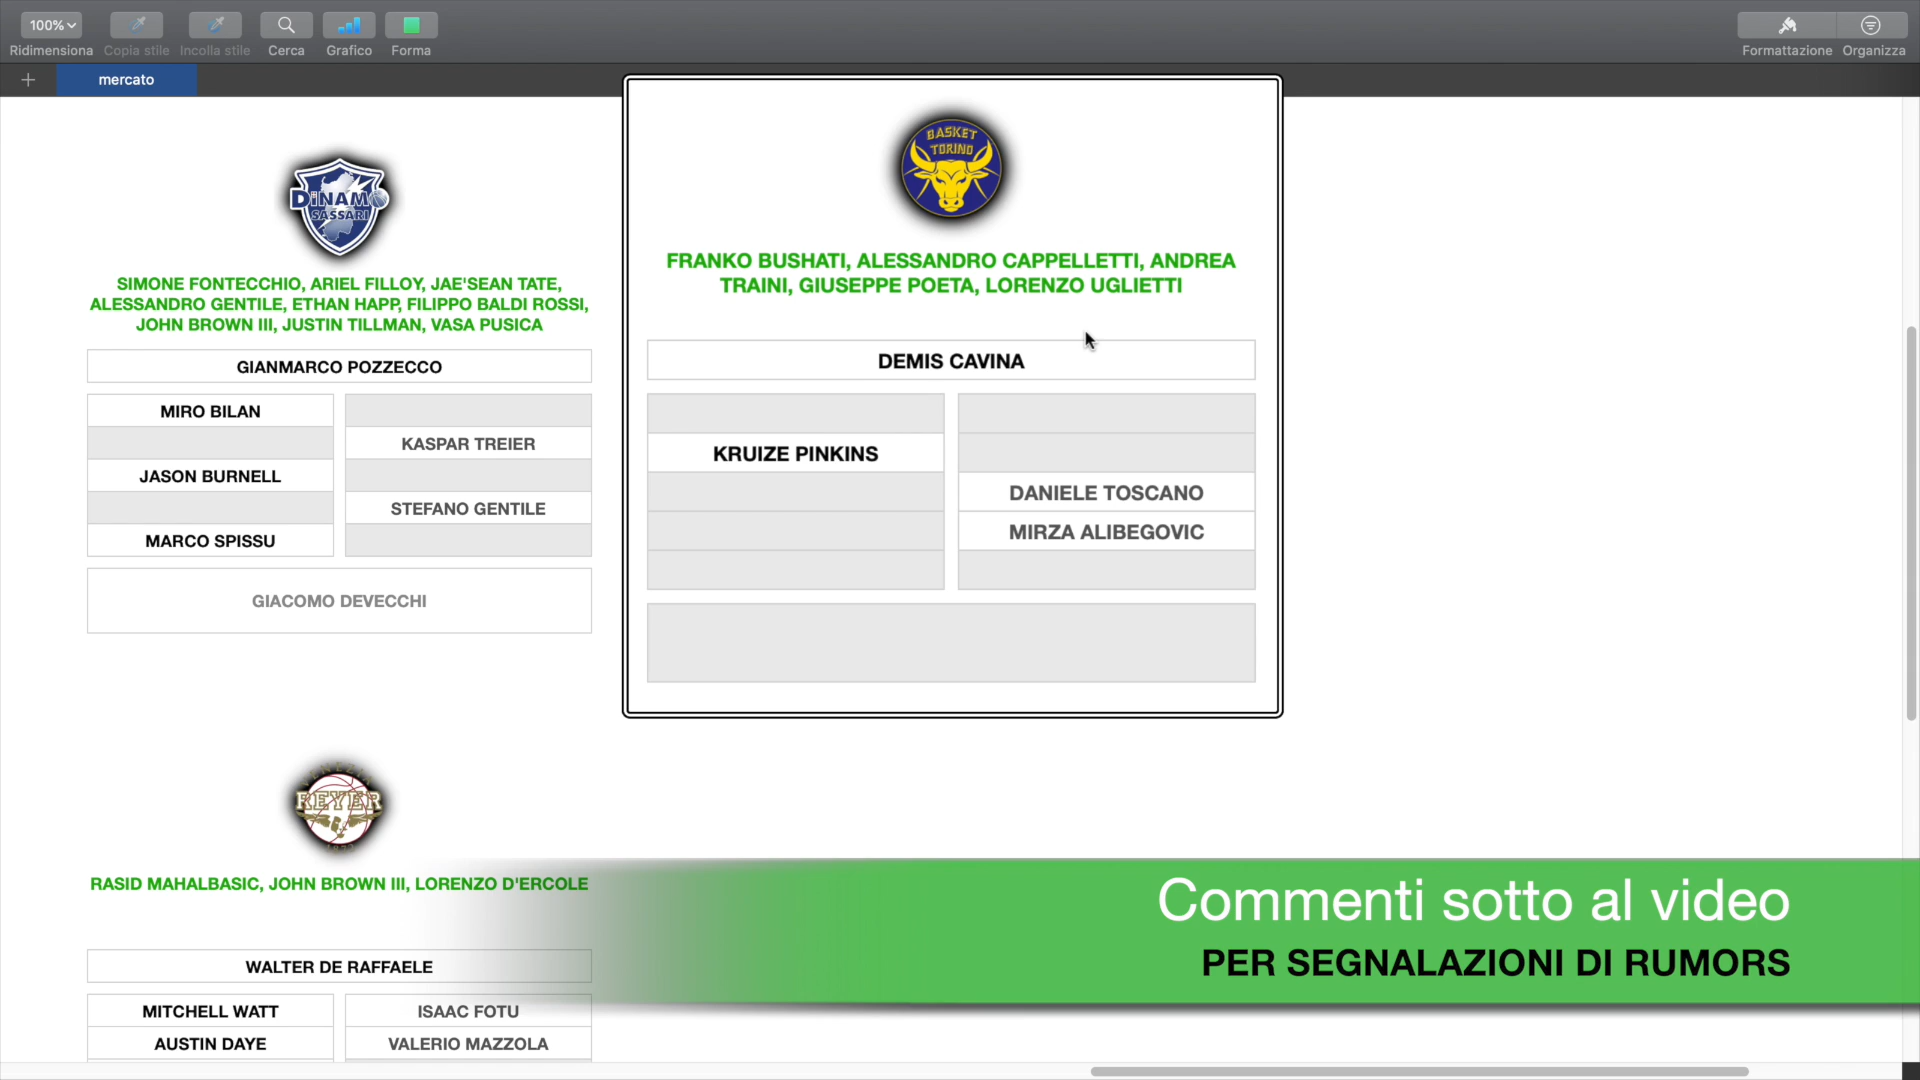 100%
Ridimensiona
Copia stile
Incolla stile
Cerca
Grafico
Forma
Formattazione
Organizza
mercato
DINAMO
SASSARI
SIMONE FONTECCHIO, ARIEL FILLOY, JAE'SEAN TATE,
ALESSANDRO GENTILE, ETHAN HAPP, FILIPPO BALDI ROSSI,
JOHN BROWN III, JUSTIN TILLMAN, VASA PUSICA
GIANMARCO POZZECCO
MIRO BILAN
KASPAR TREIER
JASON BURNELL
STEFANO GENTILE
MARCO SPISSU
GIACOMO DEVECCHI
BASKET
TORINO
FRANKO BUSHATI, ALESSANDRO CAPPELLETTI, ANDREA
TRAINI, GIUSEPPE POETA, LORENZO UGLIETTI
DEMIS CAVINA
KRUIZE PINKINS
DANIELE TOSCANO
MIRZA ALIBEGOVIC
REYER
RASID MAHALBASIC, JOHN BROWN III, LORENZO D'ERCOLE
WALTER DE RAFFAELE
MITCHELL WATT
ISAAC FOTU
AUSTIN DAYE
VALERIO MAZZOLA
Commenti sotto al video
PER SEGNALAZIONI DI RUMORS